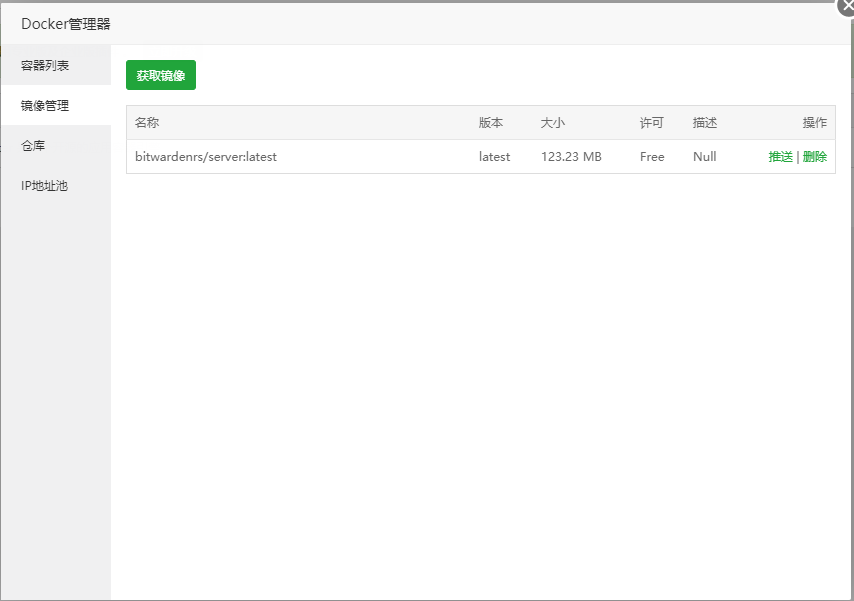 Docker管理器
容器列表
镜像管理
仓库
IP地址池
获取镜像
名称 版本 大小 许可 描述 操作
bitwardenrs/server:latest latest 123.23 MB Free Null 推送 | 删除